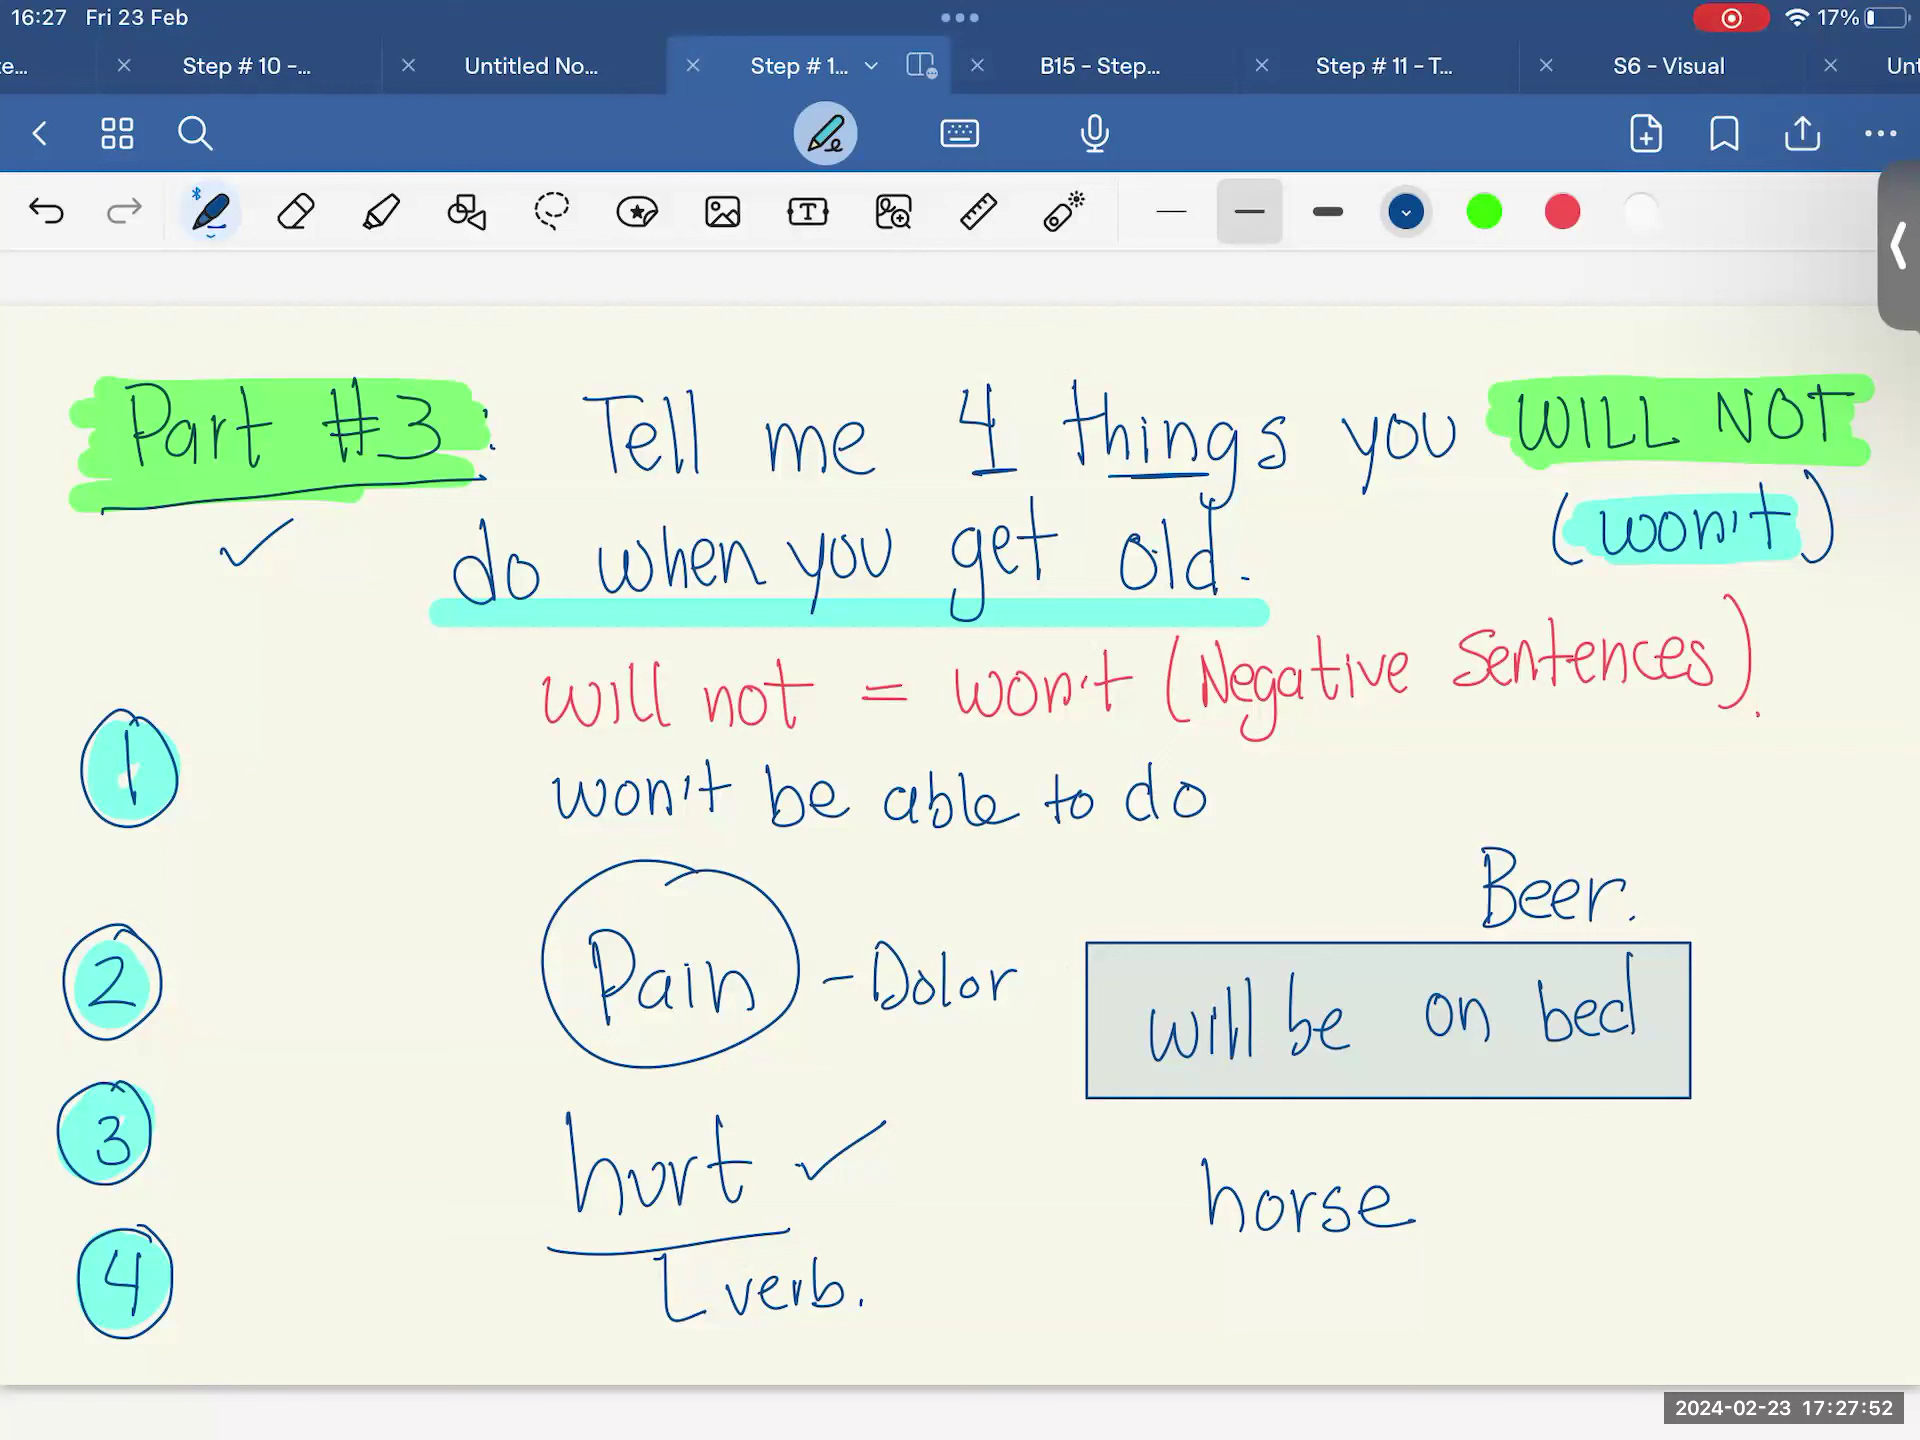 16:27 Fri 23 Feb
17%
e... Step # 10 -... Untitled No... Step # 1... B15 - Step... Step # 11 - T... S6 - Visual Unt
Part #3: Tell me 4 things you WILL NOT
(won't)
do when you get old.
will not = won't (Negative Sentences).
1
won't be able to do
Beer.
2
Pain - Dolor
will be on bed
3
hurt
horse
4
verb.
2024-02-23 17:27:52